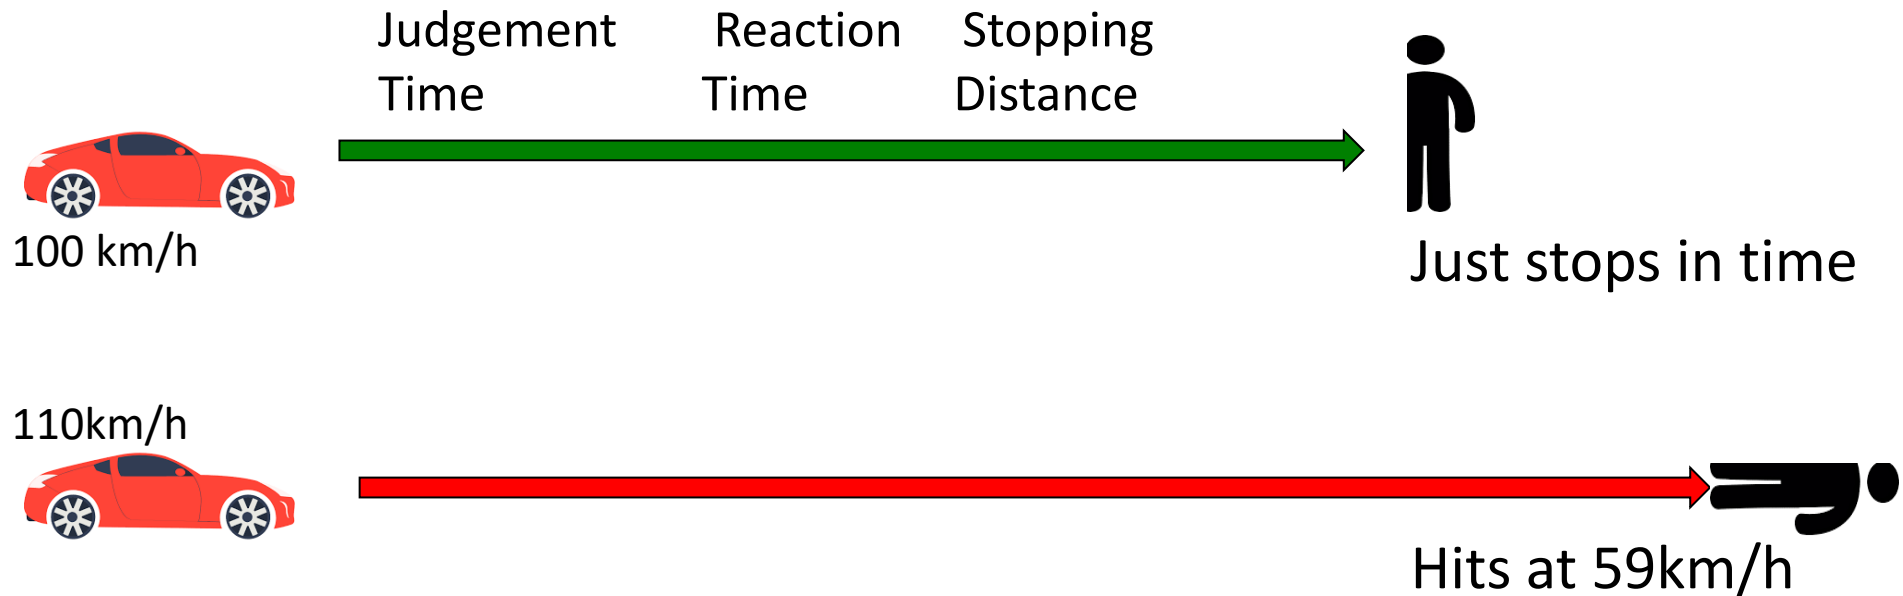 Judgement Reaction Stopping
Time Time Distance
100 km/h
Just stops in time
110km/h
Hits at 59km/h